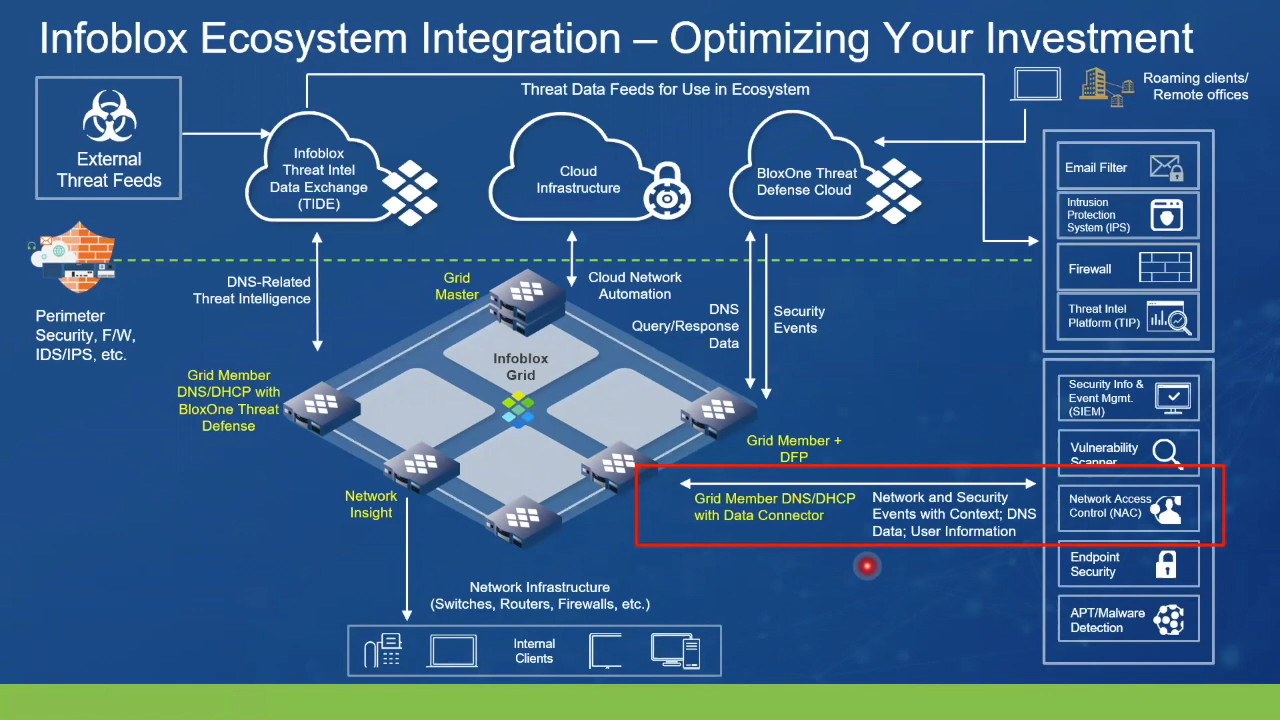 Infoblox Ecosystem Integration – Optimizing Your Investment
Threat Data Feeds for Use in Ecosystem
Roaming clients/
Remote offices
External
Threat Feeds
Infoblox
Threat Intel
Data Exchange
(TIDE)
Cloud
Infrastructure
BloxOne Threat
Defense Cloud
Email Filter
Intrusion
Protection
System (IPS)
Firewall
Threat Intel
Platform (TIP)
Perimeter
Security, F/W,
IDS/IPS, etc.
DNS-Related
Threat Intelligence
Grid
Master
Cloud Network
Automation
DNS
Query/Response
Data
Security
Events
Infoblox
Grid
Grid Member
DNS/DHCP with
BloxOne Threat
Defense
Grid Member +
DFP
Network
Insight
Grid Member DNS/DHCP
with Data Connector
Network and Security
Events with Context; DNS
Data; User Information
Security Info &
Event Mgmt.
(SIEM)
Vulnerability
Scanner
Network Access
Control (NAC)
Endpoint
Security
APT/Malware
Detection
Network Infrastructure
(Switches, Routers, Firewalls, etc.)
Internal
Clients